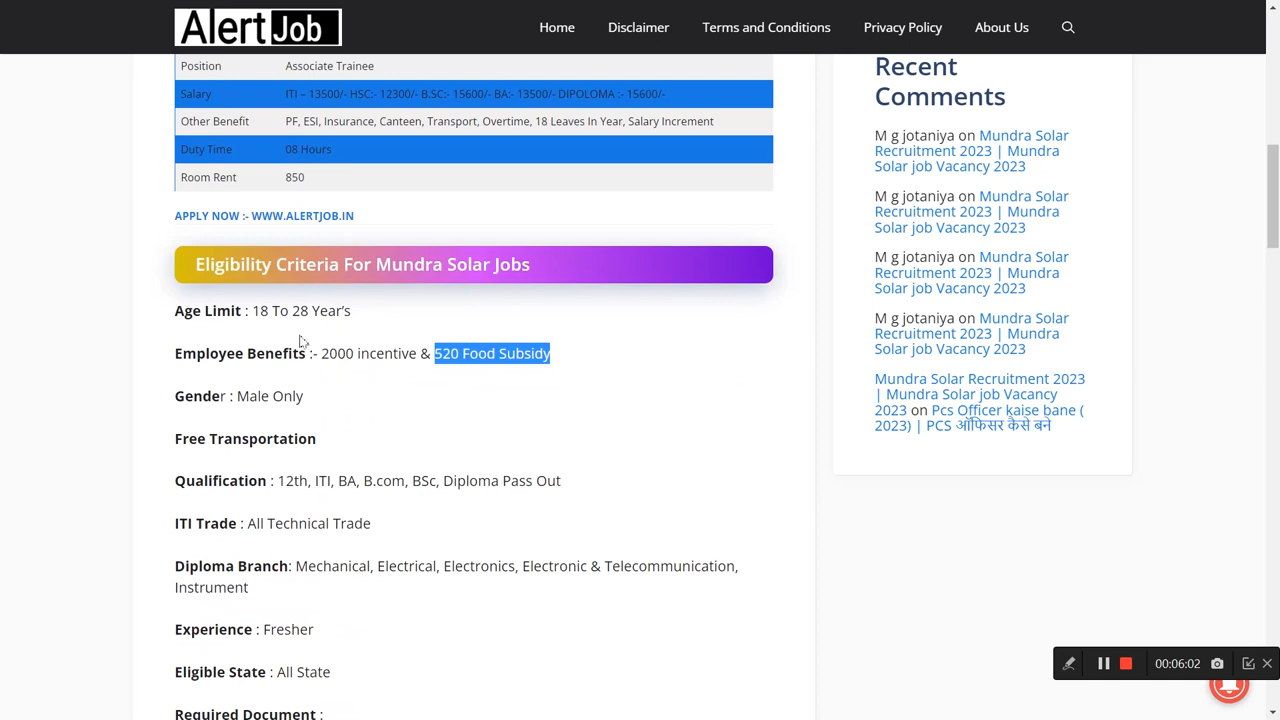 AlertJob
Home Disclaimer Terms and Conditions Privacy Policy About Us
Position Associate Trainee
Salary ITI – 13500/- HSC:- 12300/- B.SC:- 15600/- BA:- 13500/- DIPOLOMA :- 15600/-
Other Benefit PF, ESI, Insurance, Canteen, Transport, Overtime, 18 Leaves In Year, Salary Increment
Duty Time 08 Hours
Room Rent 850
APPLY NOW :- WWW.ALERTJOB.IN
Eligibility Criteria For Mundra Solar Jobs
Age Limit : 18 To 28 Year’s
Employee Benefits :- 2000 incentive & 520 Food Subsidy
Gender : Male Only
Free Transportation
Qualification : 12th, ITI, BA, B.com, BSc, Diploma Pass Out
ITI Trade : All Technical Trade
Diploma Branch: Mechanical, Electrical, Electronics, Electronic & Telecommunication,
Instrument
Experience : Fresher
Eligible State : All State
Required Document :
Recent
Comments
M g jotaniya on Mundra Solar
Recruitment 2023 | Mundra
Solar job Vacancy 2023
M g jotaniya on Mundra Solar
Recruitment 2023 | Mundra
Solar job Vacancy 2023
M g jotaniya on Mundra Solar
Recruitment 2023 | Mundra
Solar job Vacancy 2023
M g jotaniya on Mundra Solar
Recruitment 2023 | Mundra
Solar job Vacancy 2023
Mundra Solar Recruitment 2023
| Mundra Solar job Vacancy
2023 on Pcs Officer kaise bane (
2023) | PCS ऑफिसर कैसे बने
00:06:02